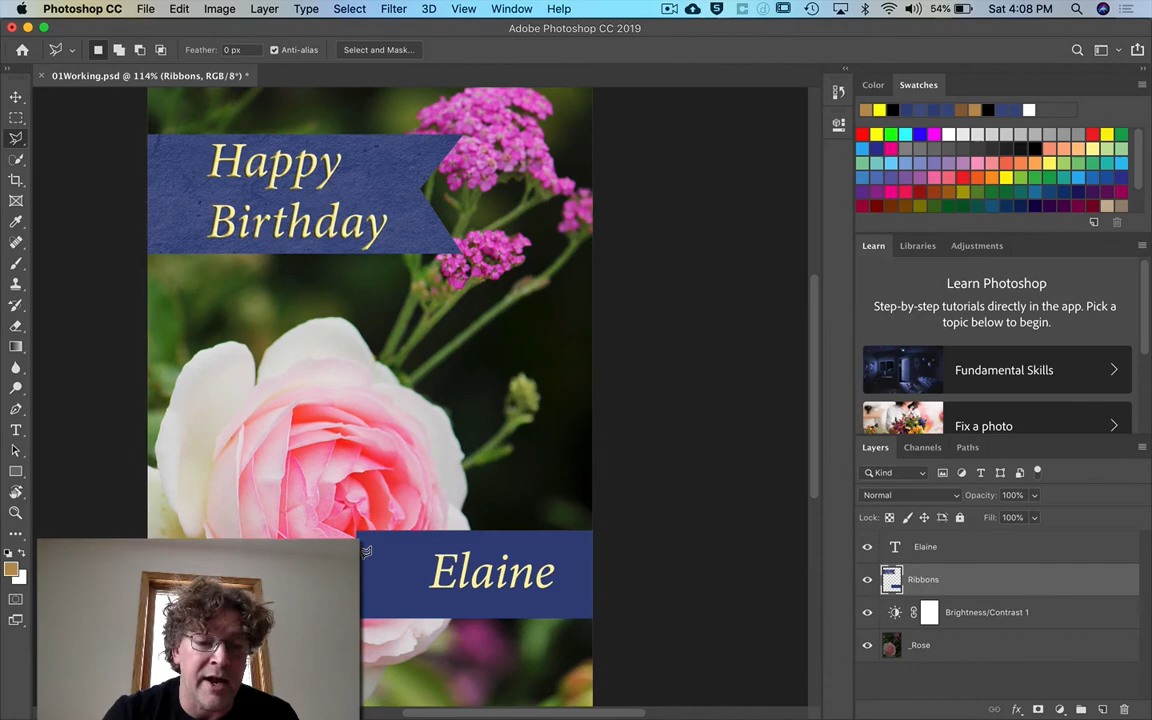 Photoshop CC File Edit Image Layer Type Select Filter 3D View Window Help 54% Sat 4:08 PM
Adobe Photoshop CC 2019
Feather: 0 px Anti-alias Select and Mask...
01Working.psd @ 114% (Ribbons, RGB/8*) *
Color Swatches
Happy
Birthday
Learn Libraries Adjustments
Learn Photoshop
Step-by-step tutorials directly in the app. Pick a
topic below to begin.
Fundamental Skills
Fix a photo
Layers Channels Paths
Kind
Normal Opacity: 100%
Lock: Fill: 100%
Elaine
Elaine
Ribbons
Brightness/Contrast 1
_Rose